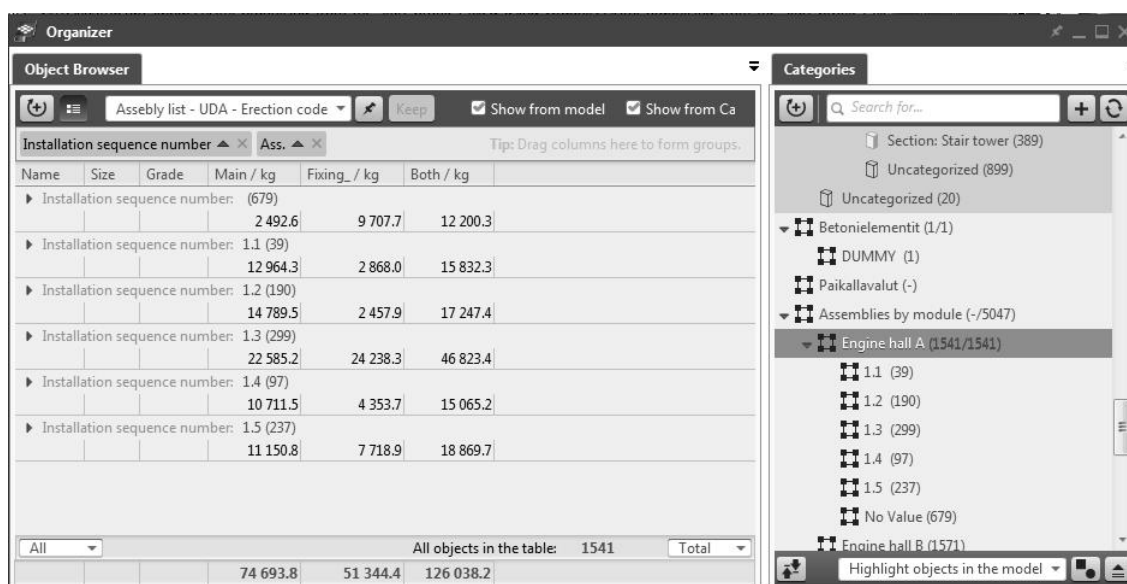 Organizer
Object Browser
Assebly list - UDA - Erection code Keep Show from model Show from Ca
Installation sequence number Ass. Tip: Drag columns here to form groups.
Name Size Grade Main / kg Fixing_ / kg Both / kg
Installation sequence number: (679)
2 492.6 9 707.7 12 200.3
Installation sequence number: 1.1 (39)
12 964.3 2 868.0 15 832.3
Installation sequence number: 1.2 (190)
14 789.5 2 457.9 17 247.4
Installation sequence number: 1.3 (299)
22 585.2 24 238.3 46 823.4
Installation sequence number: 1.4 (97)
10 711.5 4 353.7 15 065.2
Installation sequence number: 1.5 (237)
11 150.8 7 718.9 18 869.7
All All objects in the table: 1541 Total
74 693.8 51 344.4 126 038.2
Categories
Search for...
Section: Stair tower (389)
Uncategorized (899)
Uncategorized (20)
Betonielementit (1/1)
DUMMY (1)
Paikallavalut (-)
Assemblies by module (-/5047)
Engine hall A (1541/1541)
1.1 (39)
1.2 (190)
1.3 (299)
1.4 (97)
1.5 (237)
No Value (679)
Engine hall B (1571)
Highlight objects in the model